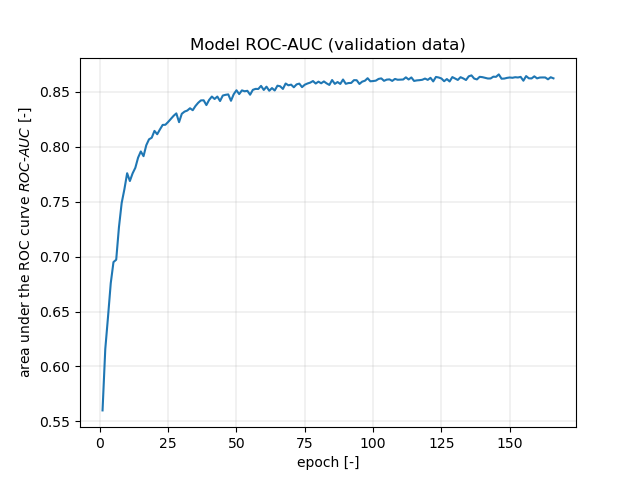 Model ROC-AUC (validation data)
area under the ROC curve ROC-AUC [-]
0.85
0.80
0.75
0.70
0.65
0.60
0.55
0 25 50 75 100 125 150
epoch [-]